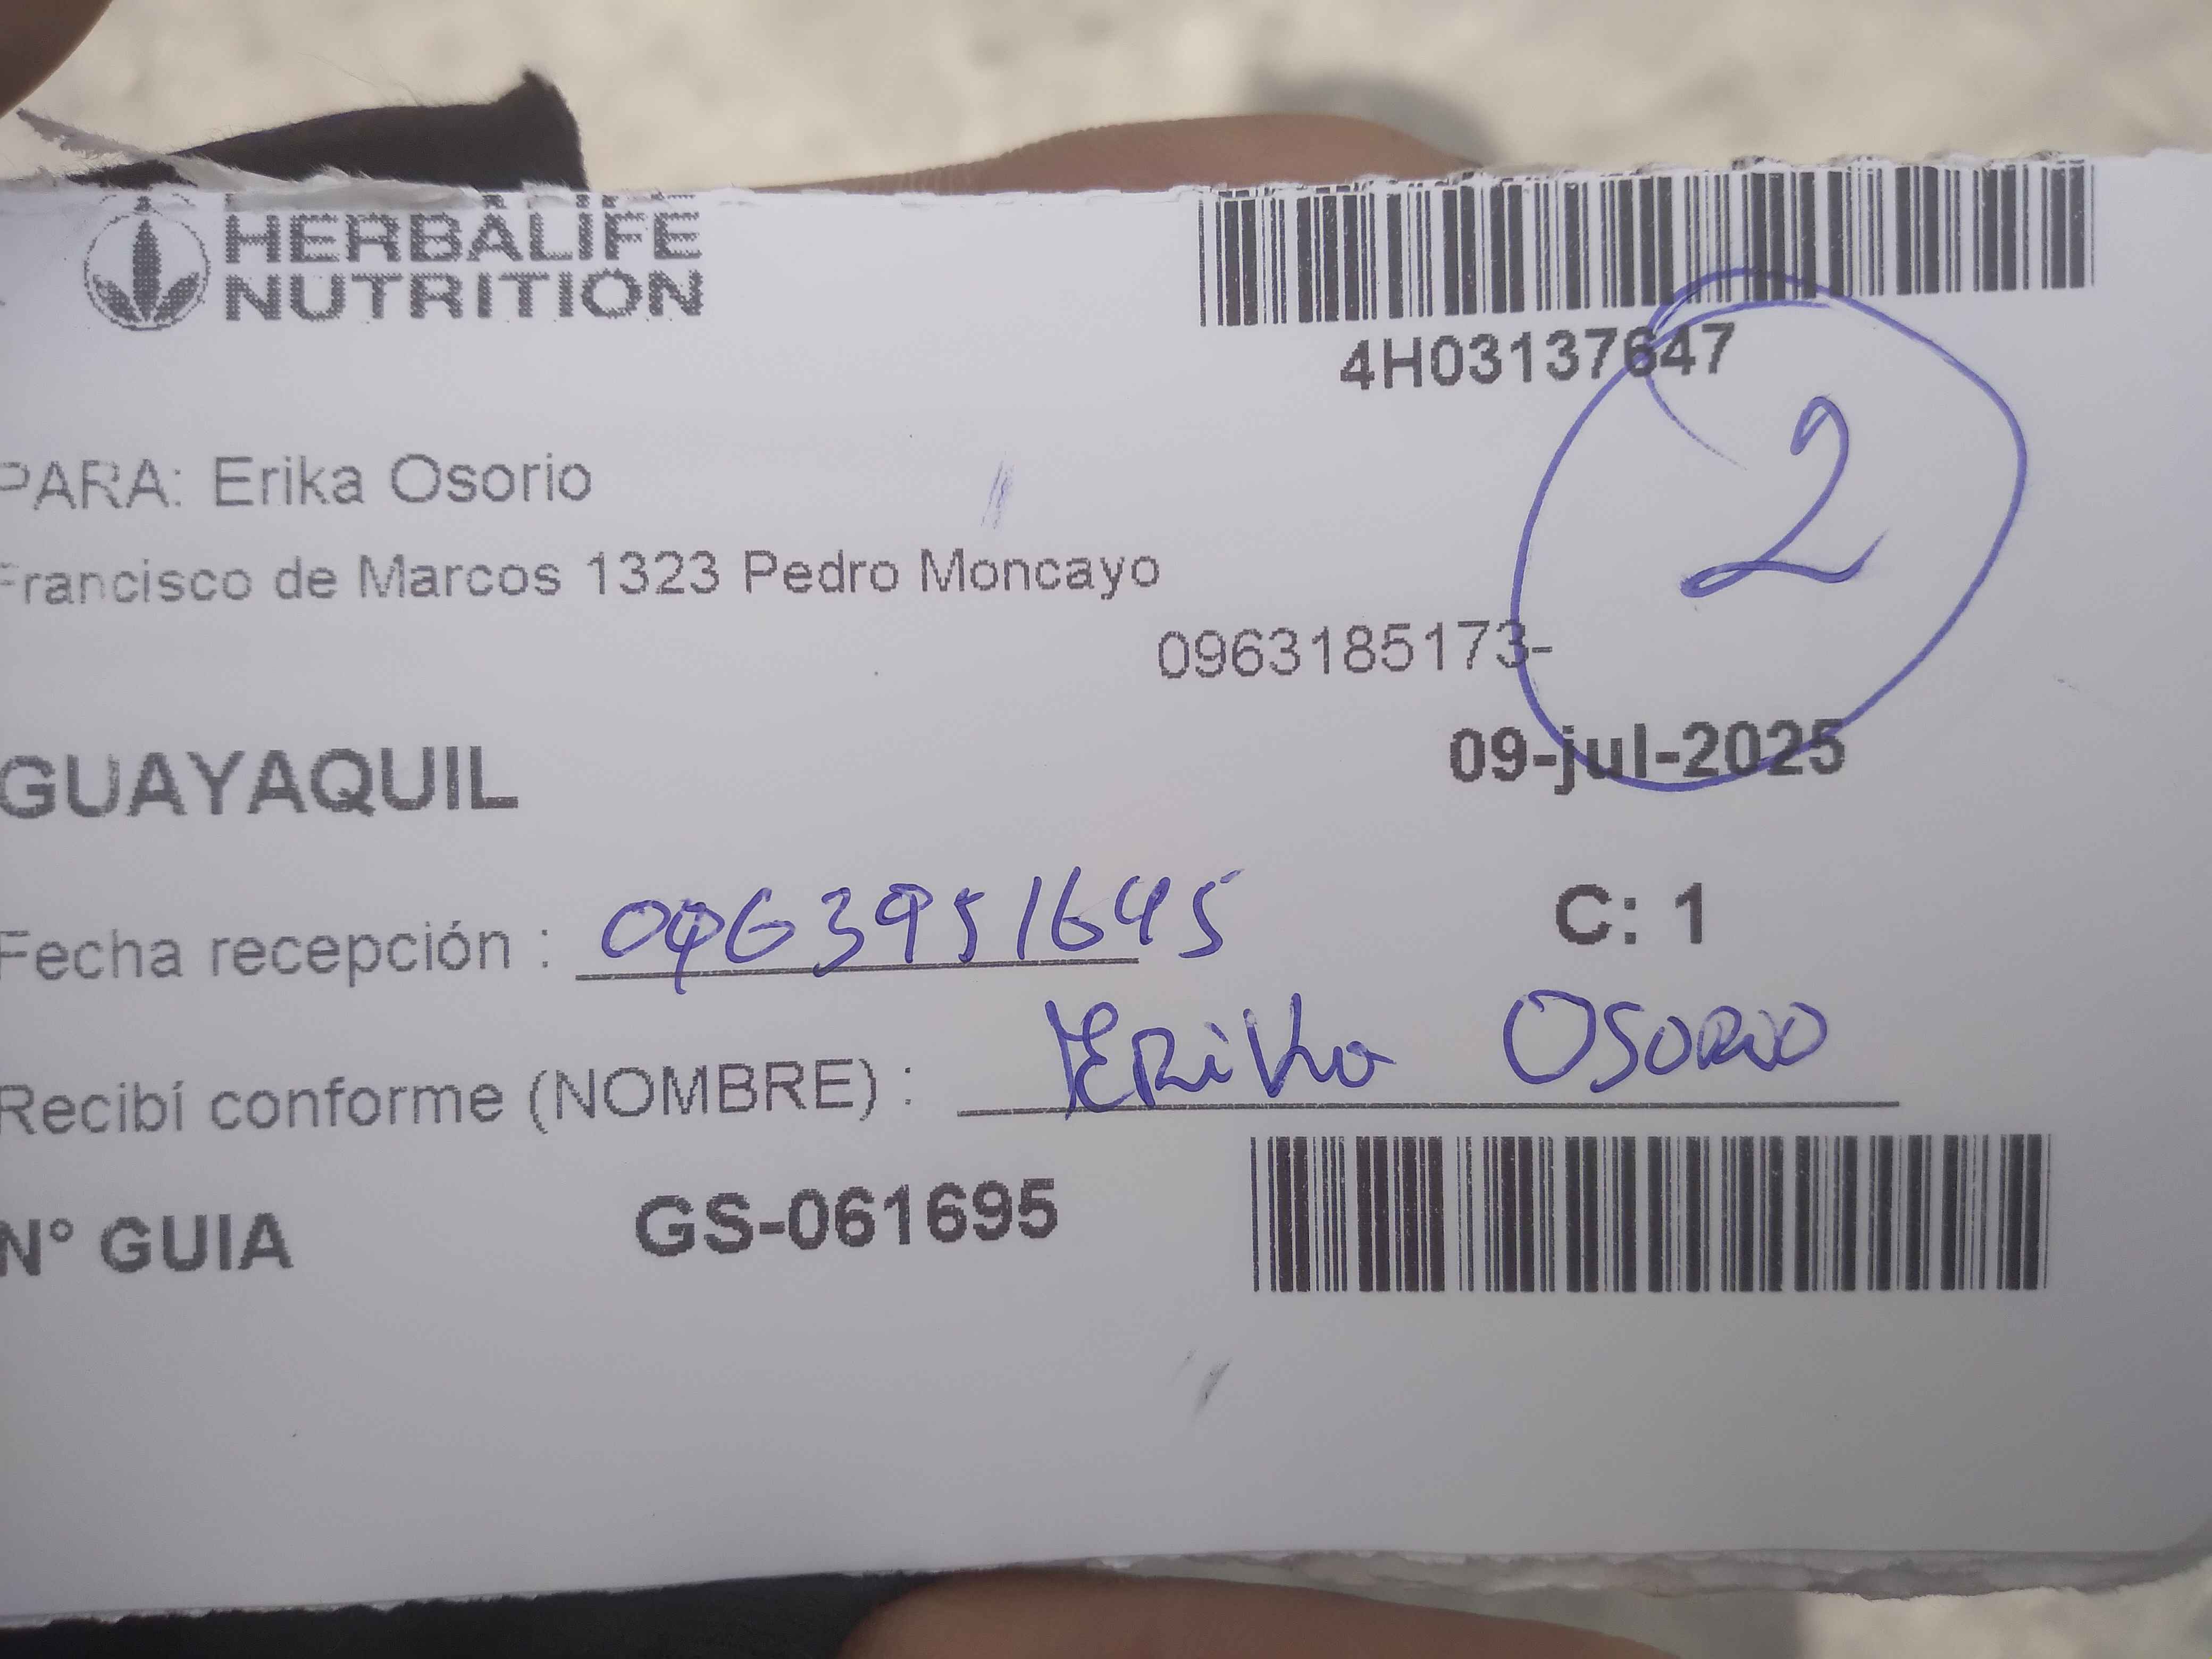 HERBALIFE
NUTRITION
4H03137647
2
PARA: Erika Osorio
Francisco de Marcos 1323 Pedro Moncayo
0963185173-
GUAYAQUIL
09-jul-2025
Fecha recepción : 0963951645
C: 1
Recibí conforme (NOMBRE) : ERiKa OSORIO
N° GUIA GS-061695